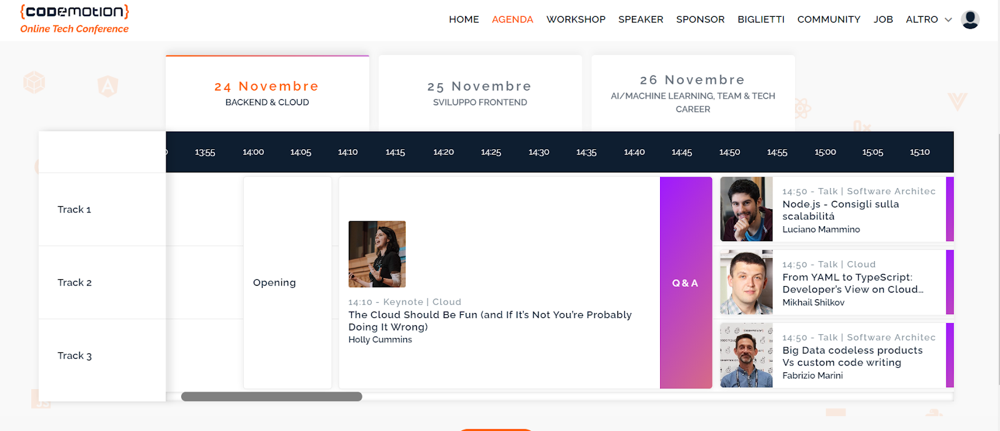 {CODEMOTION}
Online Tech Conference
HOME AGENDA WORKSHOP SPEAKER SPONSOR BIGLIETTI COMMUNITY JOB ALTRO
24 Novembre
BACKEND & CLOUD
25 Novembre
SVILUPPO FRONTEND
26 Novembre
AI/MACHINE LEARNING, TEAM & TECH
CAREER
13:55 14:00 14:05 14:10 14:15 14:20 14:25 14:30 14:35 14:40 14:45 14:50 14:55 15:00 15:05 15:10
Track 1
Track 2
Track 3
Opening
14:10 - Keynote | Cloud
The Cloud Should Be Fun (and If It’s Not You’re Probably
Doing It Wrong)
Holly Cummins
Q & A
14:50 - Talk | Software Architec
Node.js - Consigli sulla
scalabilitá
Luciano Mammino
14:50 - Talk | Cloud
From YAML to TypeScript:
Developer’s View on Cloud…
Mikhail Shilkov
14:50 - Talk | Software Architec
Big Data codeless products
Vs custom code writing
Fabrizio Marini